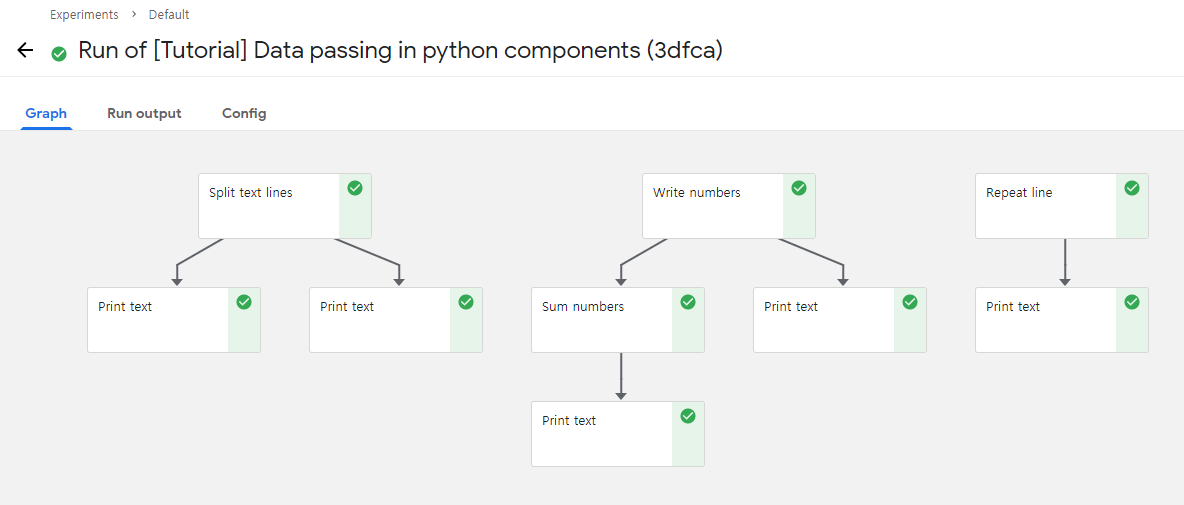 Experiments > Default
Run of [Tutorial] Data passing in python components (3dfca)
Graph Run output Config
Split text lines Write numbers Repeat line
Print text Print text Sum numbers Print text Print text
Print text